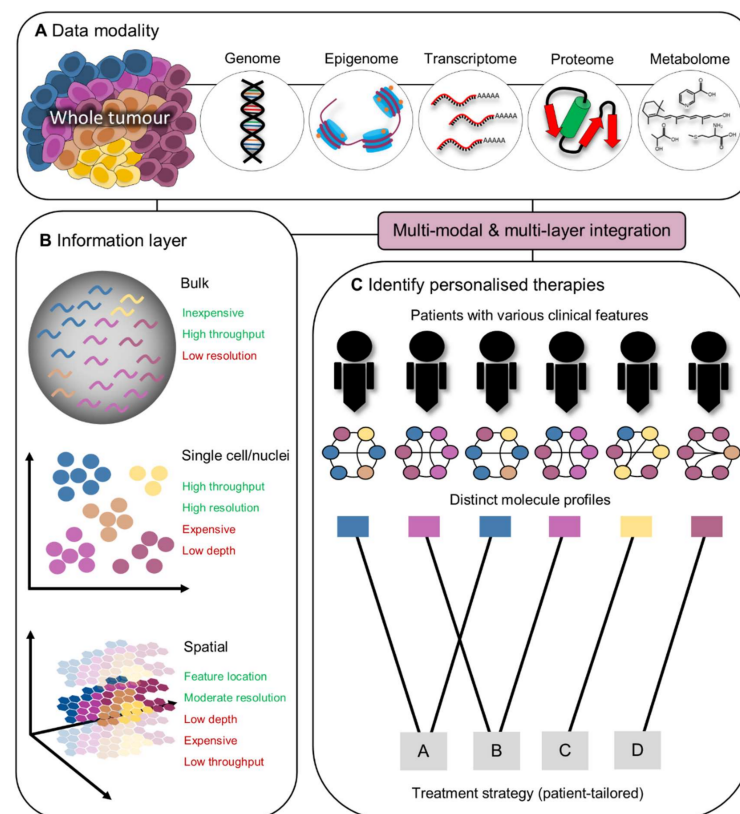 A Data modality
Genome
Epigenome
Transcriptome
Proteome
Metabolome
Whole tumour
AAAAA
AAAAA
AAAAA
Multi-modal & multi-layer integration
B Information layer
Bulk
Inexpensive
High throughput
Low resolution
Single cell/nuclei
High throughput
High resolution
Expensive
Low depth
Spatial
Feature location
Moderate resolution
Low depth
Expensive
Low throughput
C Identify personalised therapies
Patients with various clinical features
Distinct molecule profiles
A
B
C
D
Treatment strategy (patient-tailored)